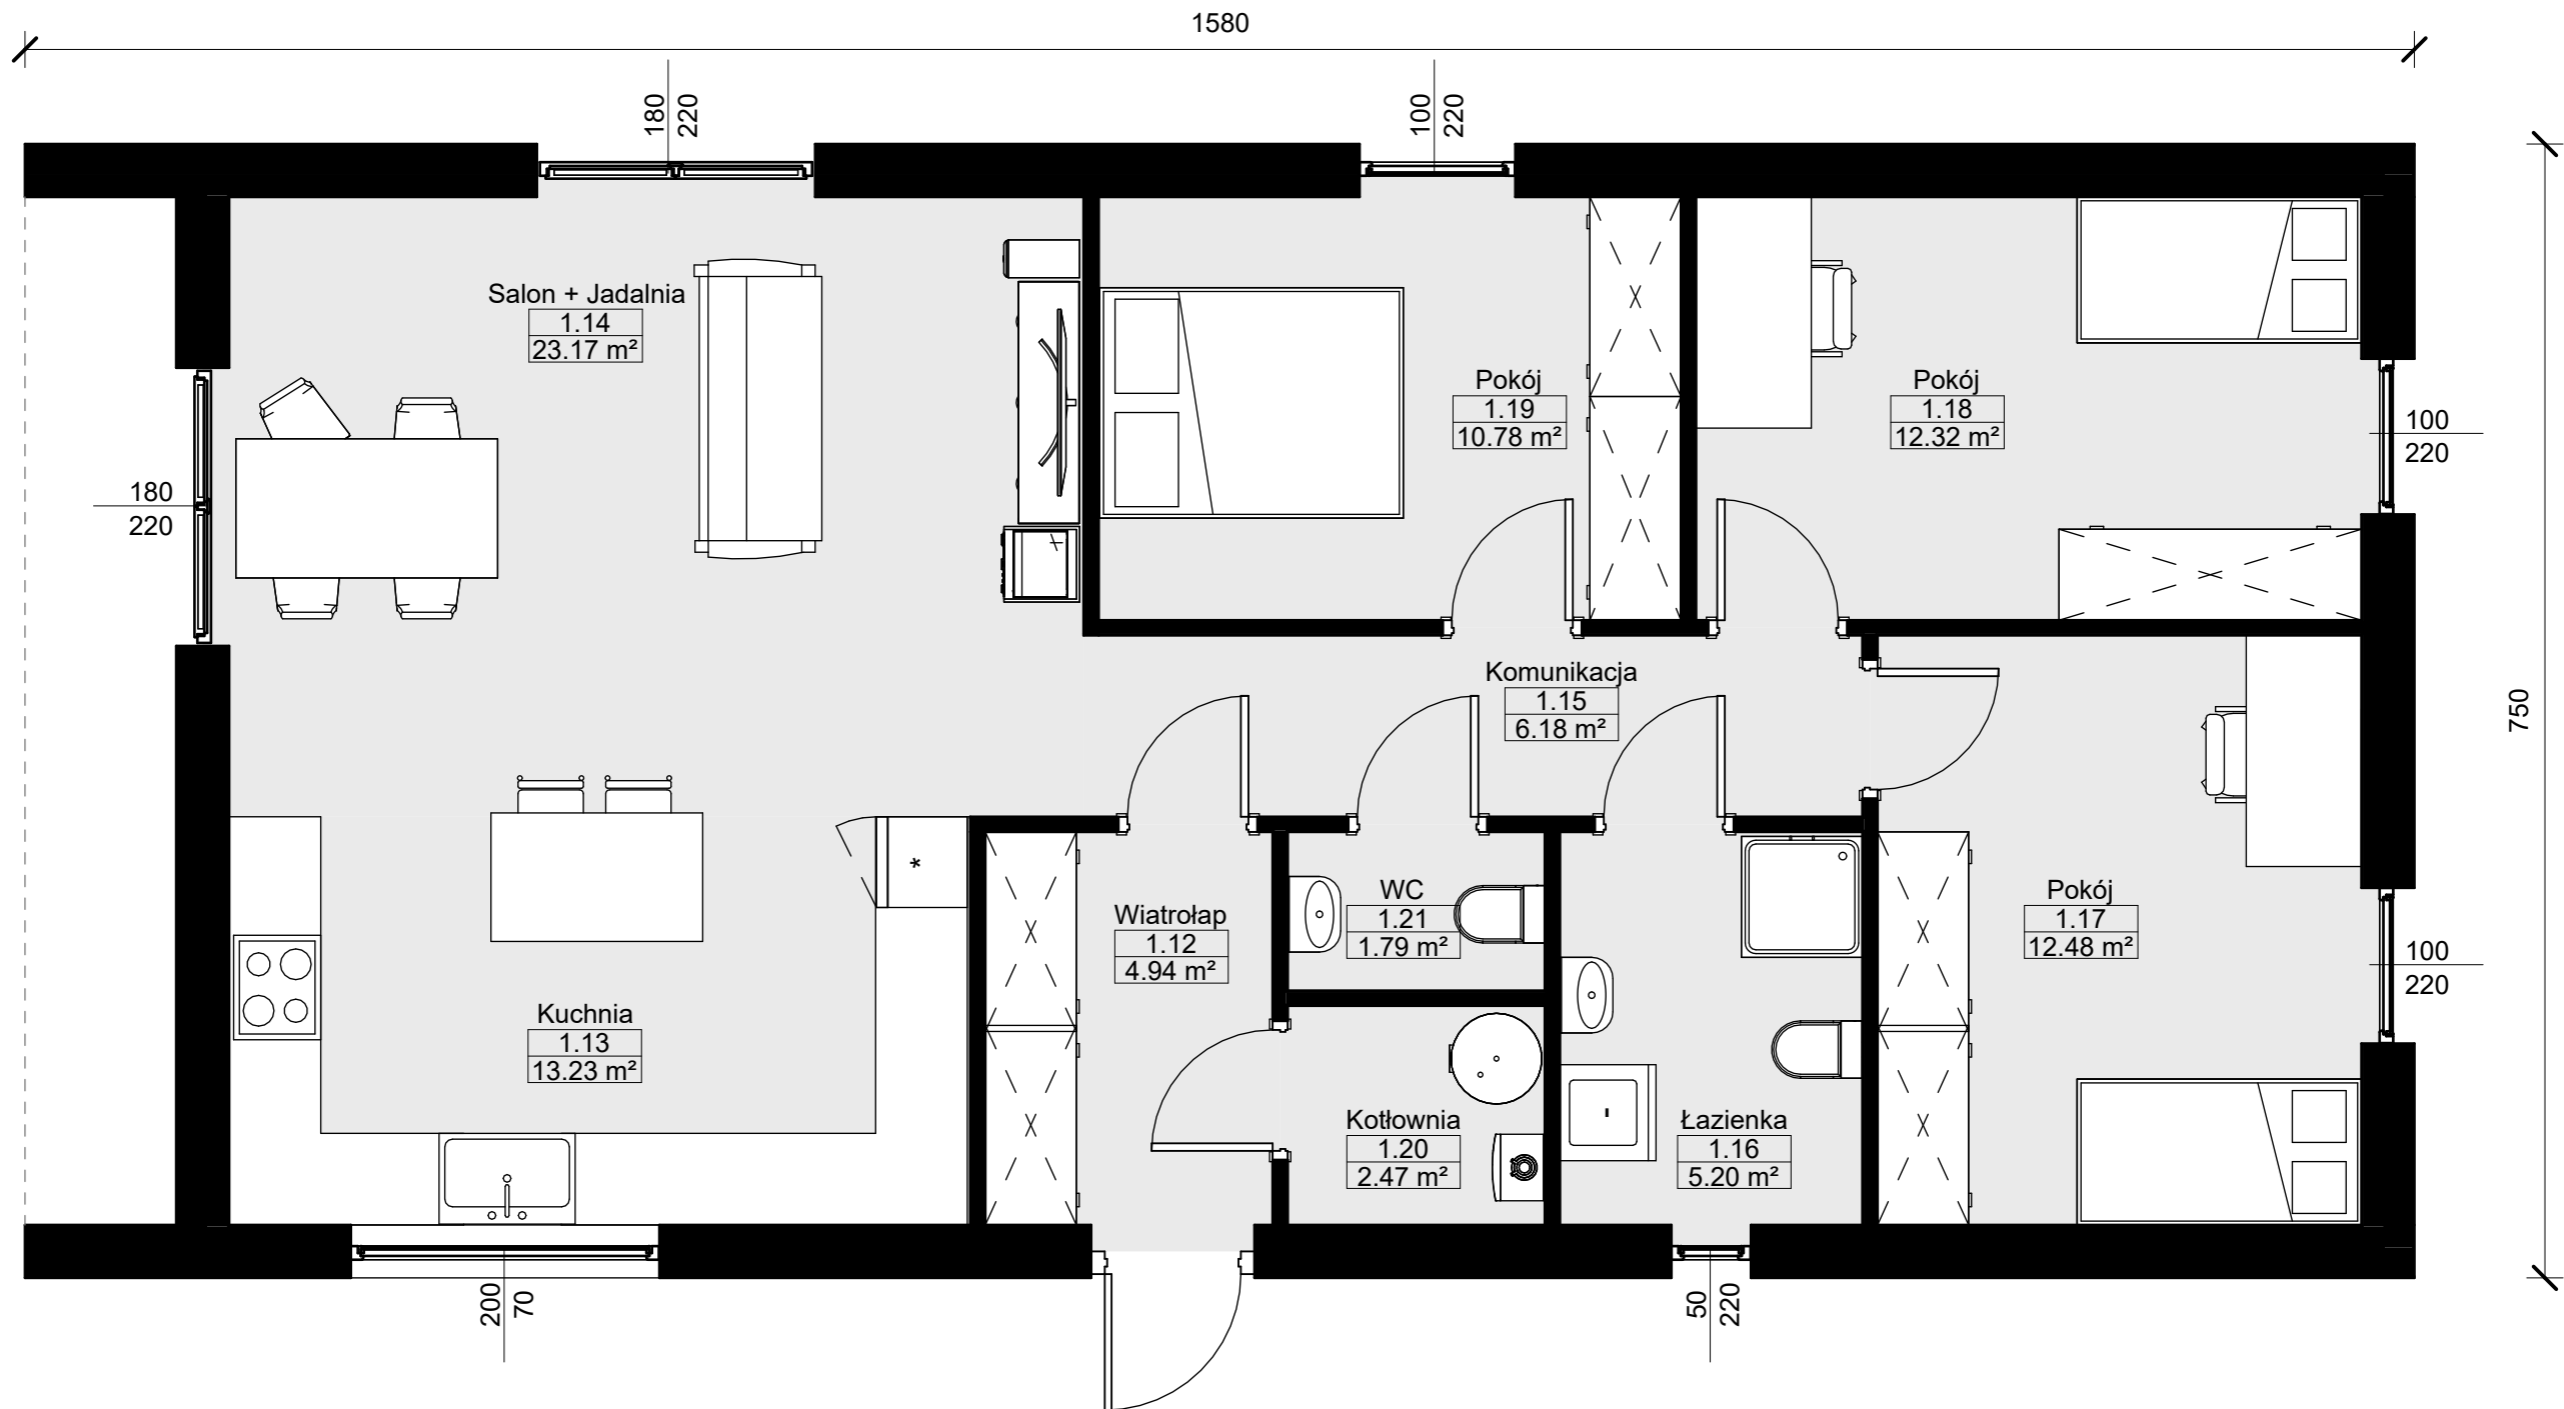 1580
180
220
100
220
Salon + Jadalnia
1.14
23.17 m²
Pokój
1.19
10.78 m²
Pokój
1.18
12.32 m²
100
220
180
220
Komunikacja
1.15
6.18 m²
750
Wiatrołap
1.12
4.94 m²
WC
1.21
1.79 m²
Pokój
1.17
12.48 m²
100
220
Kuchnia
1.13
13.23 m²
Kotłownia
1.20
2.47 m²
Łazienka
1.16
5.20 m²
200
70
50
220